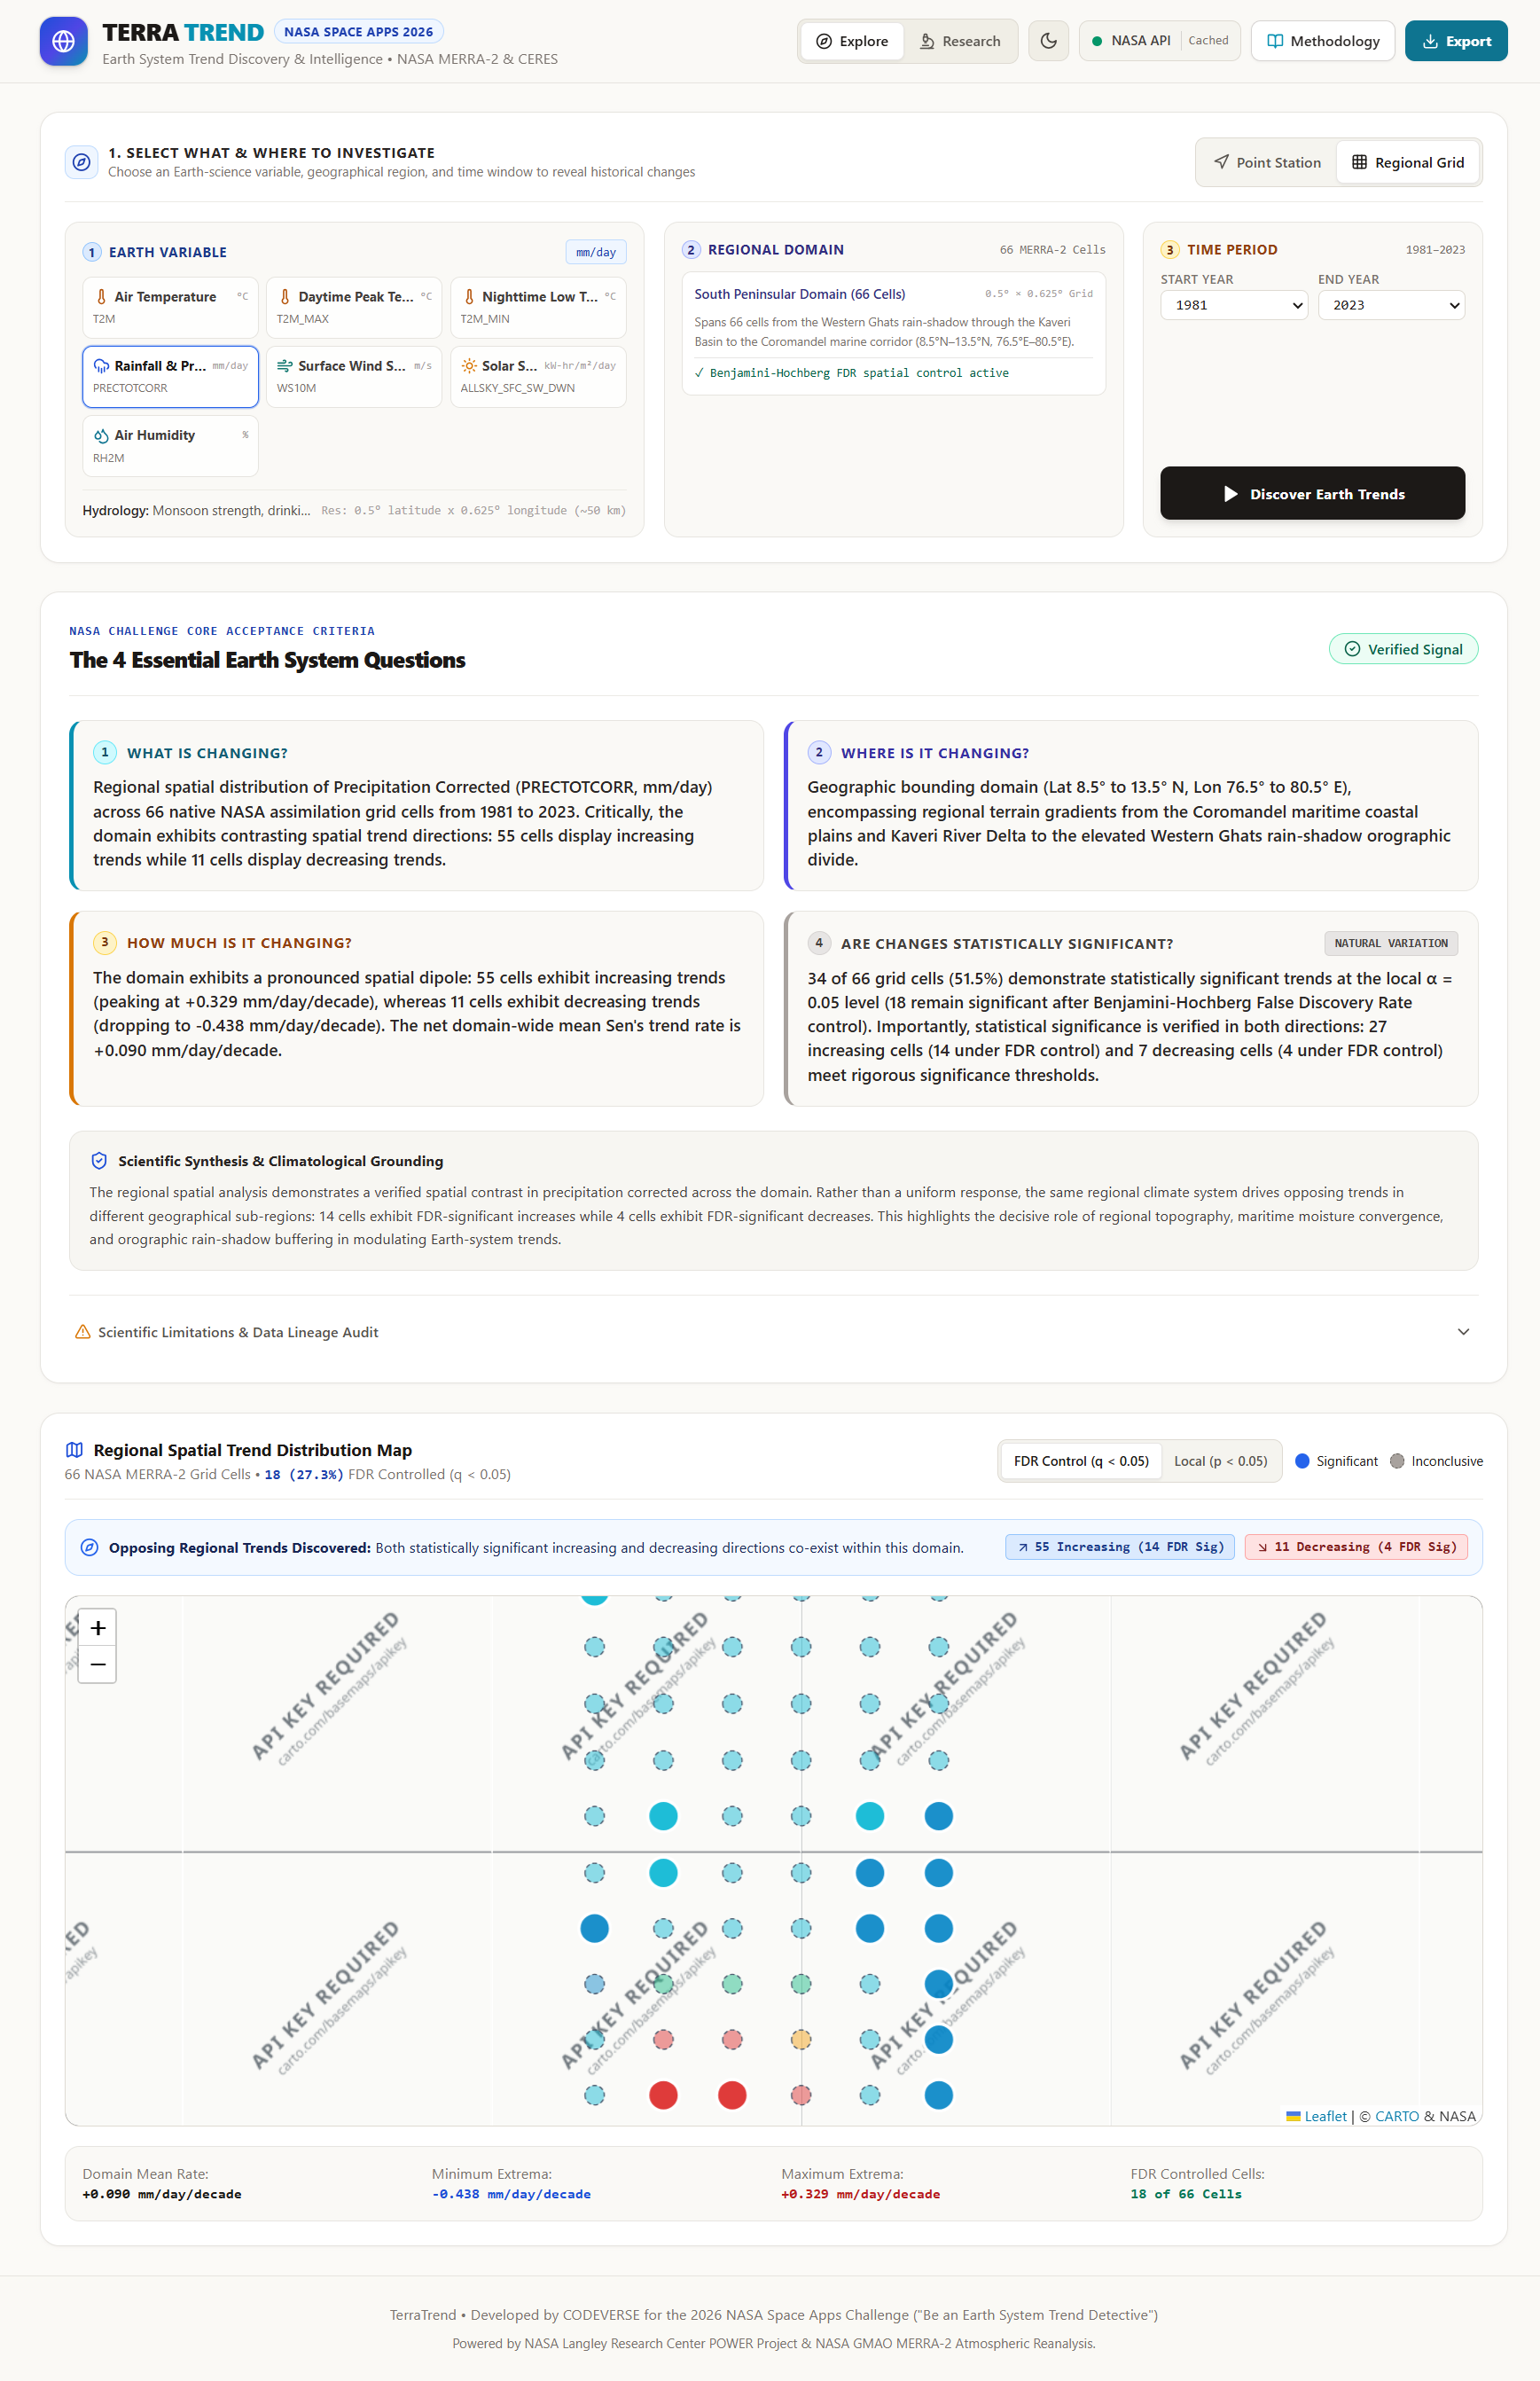 TERRA TREND NASA SPACE APPS 2026
Earth System Trend Discovery & Intelligence • NASA MERRA-2 & CERES
Explore Research NASA API Cached Methodology Export
1. SELECT WHAT & WHERE TO INVESTIGATE
Choose an Earth-science variable, geographical region, and time window to reveal historical changes
Point Station Regional Grid
1 EARTH VARIABLE mm/day
Air Temperature °C
T2M
Daytime Peak Te... °C
T2M_MAX
Nighttime Low T... °C
T2M_MIN
Rainfall & Pr... mm/day
PRECTOTCORR
Surface Wind S... m/s
WS10M
Solar S... kW-hr/m²/day
ALLSKY_SFC_SW_DWN
Air Humidity %
RH2M
Hydrology: Monsoon strength, drinki... Res: 0.5° latitude x 0.625° longitude (~50 km)
2 REGIONAL DOMAIN 66 MERRA-2 Cells
South Peninsular Domain (66 Cells) 0.5° × 0.625° Grid
Spans 66 cells from the Western Ghats rain-shadow through the Kaveri
Basin to the Coromandel marine corridor (8.5°N–13.5°N, 76.5°E–80.5°E).
✓ Benjamini-Hochberg FDR spatial control active
3 TIME PERIOD 1981–2023
START YEAR END YEAR
1981 2023
Discover Earth Trends
NASA CHALLENGE CORE ACCEPTANCE CRITERIA
The 4 Essential Earth System Questions
Verified Signal
1 WHAT IS CHANGING?
Regional spatial distribution of Precipitation Corrected (PRECTOTCORR, mm/day)
across 66 native NASA assimilation grid cells from 1981 to 2023. Critically, the
domain exhibits contrasting spatial trend directions: 55 cells display increasing
trends while 11 cells display decreasing trends.
2 WHERE IS IT CHANGING?
Geographic bounding domain (Lat 8.5° to 13.5° N, Lon 76.5° to 80.5° E),
encompassing regional terrain gradients from the Coromandel maritime coastal
plains and Kaveri River Delta to the elevated Western Ghats rain-shadow orographic
divide.
3 HOW MUCH IS IT CHANGING?
The domain exhibits a pronounced spatial dipole: 55 cells exhibit increasing trends
(peaking at +0.329 mm/day/decade), whereas 11 cells exhibit decreasing trends
(dropping to -0.438 mm/day/decade). The net domain-wide mean Sen's trend rate is
+0.090 mm/day/decade.
4 ARE CHANGES STATISTICALLY SIGNIFICANT? NATURAL VARIATION
34 of 66 grid cells (51.5%) demonstrate statistically significant trends at the local α =
0.05 level (18 remain significant after Benjamini-Hochberg False Discovery Rate
control). Importantly, statistical significance is verified in both directions: 27
increasing cells (14 under FDR control) and 7 decreasing cells (4 under FDR control)
meet rigorous significance thresholds.
Scientific Synthesis & Climatological Grounding
The regional spatial analysis demonstrates a verified spatial contrast in precipitation corrected across the domain. Rather than a uniform response, the same regional climate system drives opposing trends in
different geographical sub-regions: 14 cells exhibit FDR-significant increases while 4 cells exhibit FDR-significant decreases. This highlights the decisive role of regional topography, maritime moisture convergence,
and orographic rain-shadow buffering in modulating Earth-system trends.
Scientific Limitations & Data Lineage Audit
Regional Spatial Trend Distribution Map
66 NASA MERRA-2 Grid Cells • 18 (27.3%) FDR Controlled (q < 0.05)
FDR Control (q < 0.05) Local (p < 0.05) Significant Inconclusive
Opposing Regional Trends Discovered: Both statistically significant increasing and decreasing directions co-exist within this domain.
↗ 55 Increasing (14 FDR Sig) ↘ 11 Decreasing (4 FDR Sig)
+
−
API KEY REQUIRED
carto.com/basemaps/apikey
API KEY REQUIRED
carto.com/basemaps/apikey
API KEY REQUIRED
carto.com/basemaps/apikey
API KEY REQUIRED
carto.com/basemaps/apikey
API KEY REQUIRED
carto.com/basemaps/apikey
API KEY REQUIRED
carto.com/basemaps/apikey
API KEY REQUIRED
carto.com/basemaps/apikey
API KEY REQUIRED
carto.com/basemaps/apikey
Leaflet | © CARTO & NASA
Domain Mean Rate: Minimum Extrema: Maximum Extrema: FDR Controlled Cells:
+0.090 mm/day/decade -0.438 mm/day/decade +0.329 mm/day/decade 18 of 66 Cells
TerraTrend • Developed by CODEVERSE for the 2026 NASA Space Apps Challenge ("Be an Earth System Trend Detective")
Powered by NASA Langley Research Center POWER Project & NASA GMAO MERRA-2 Atmospheric Reanalysis.